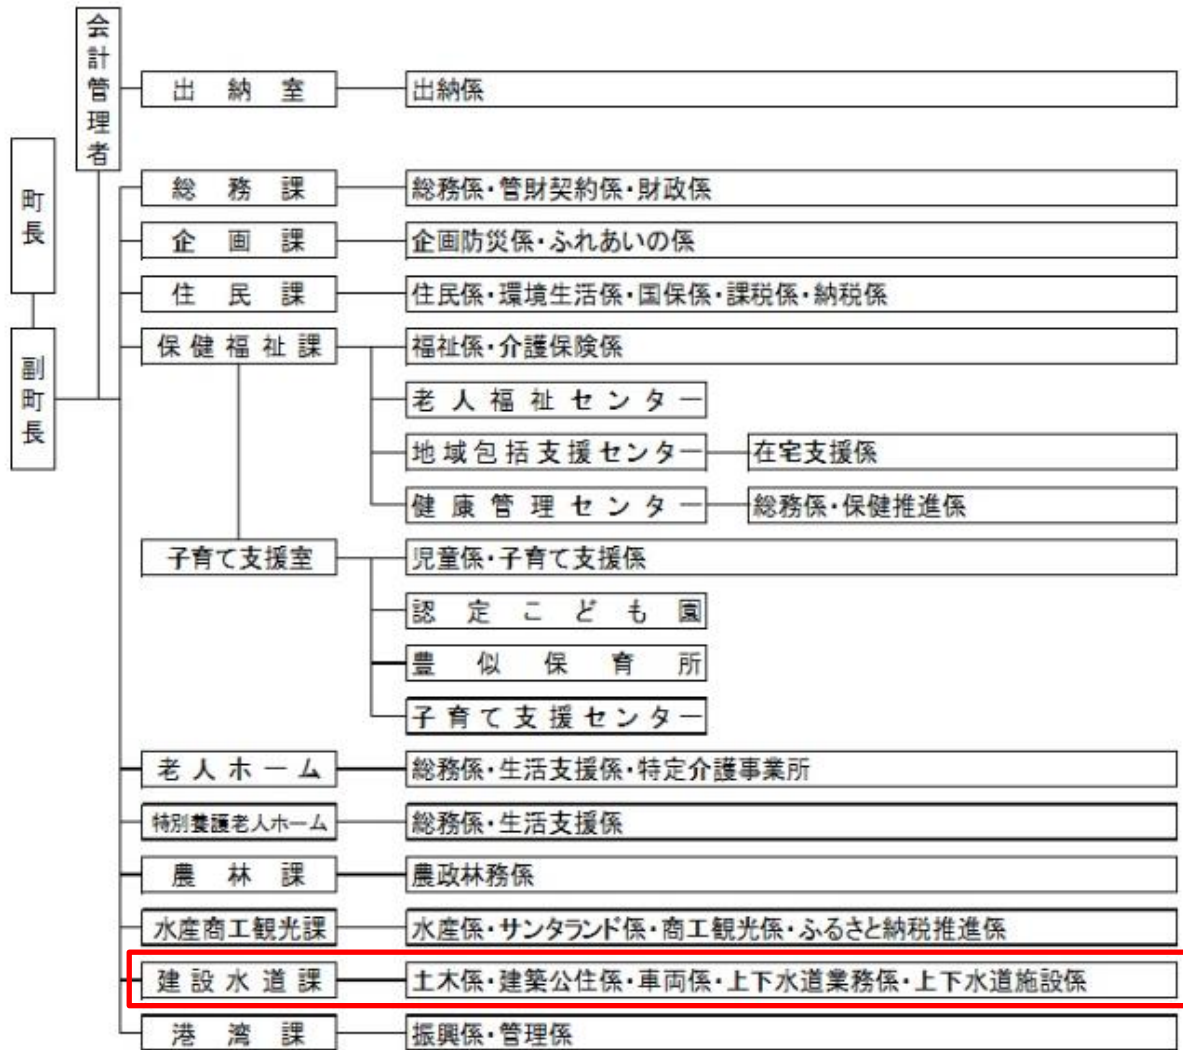 会計管理者
出納室 出納係
町長
総務課 総務係・管財契約係・財政係
企画課 企画防災係・ふれあいの係
住民課 住民係・環境生活係・国保係・課税係・納税係
副町長
保健福祉課 福祉係・介護保険係
老人福祉センター
地域包括支援センター 在宅支援係
健康管理センター 総務係・保健推進係
子育て支援室 児童係・子育て支援係
認定こども園
豊似保育所
子育て支援センター
老人ホーム 総務係・生活支援係・特定介護事業所
特別養護老人ホーム 総務係・生活支援係
農林課 農政林務係
水産商工観光課 水産係・サンタランド係・商工観光係・ふるさと納税推進係
建設水道課 土木係・建築公住係・車両係・上下水道業務係・上下水道施設係
港湾課 振興係・管理係